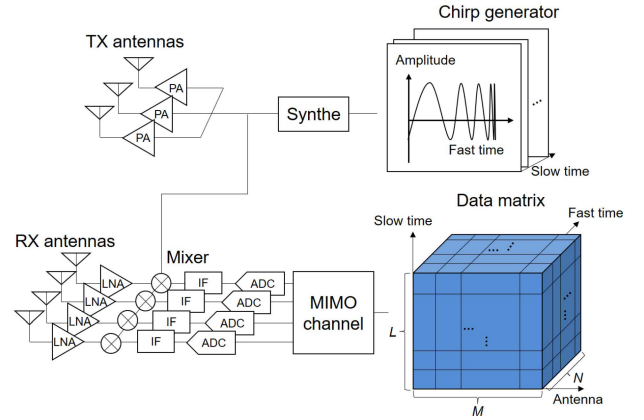 Chirp generator
TX antennas
PA
PA
PA
Synthe
Amplitude
...
Fast time
Slow time
Data matrix
Slow time
Fast time
RX antennas
Mixer
LNA
LNA
LNA
LNA
IF
IF
IF
IF
ADC
ADC
ADC
ADC
MIMO
channel
L
M
N
Antenna